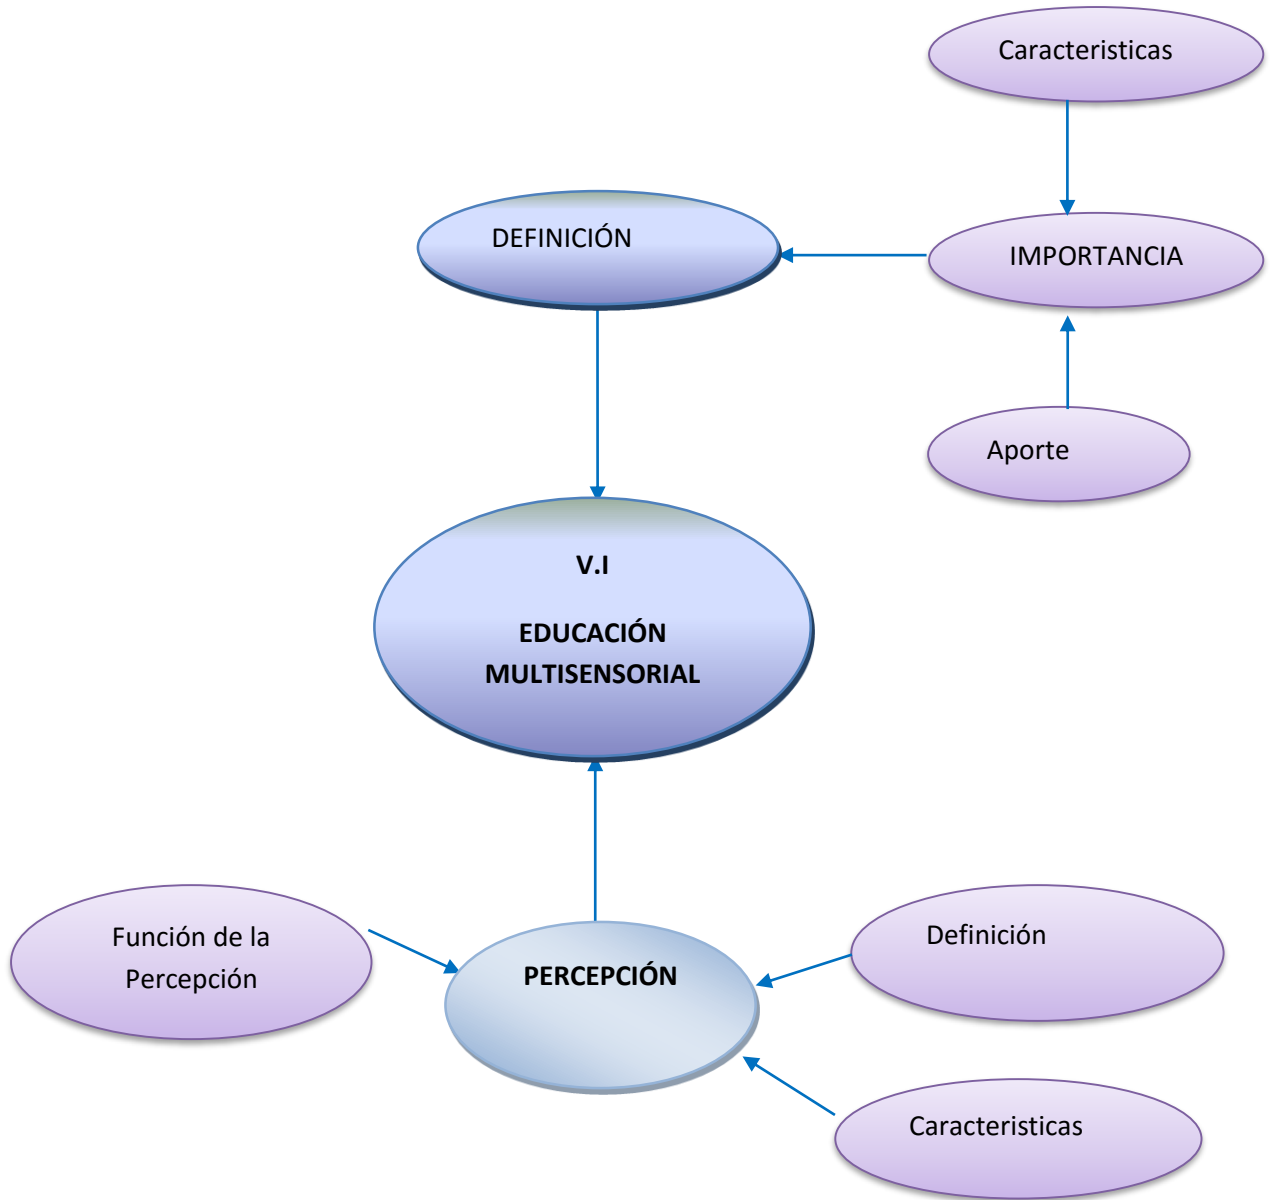 Caracteristicas
DEFINICIÓN
IMPORTANCIA
Aporte
V.I
EDUCACIÓN
MULTISENSORIAL
Función de la
Percepción
PERCEPCIÓN
Definición
Caracteristicas